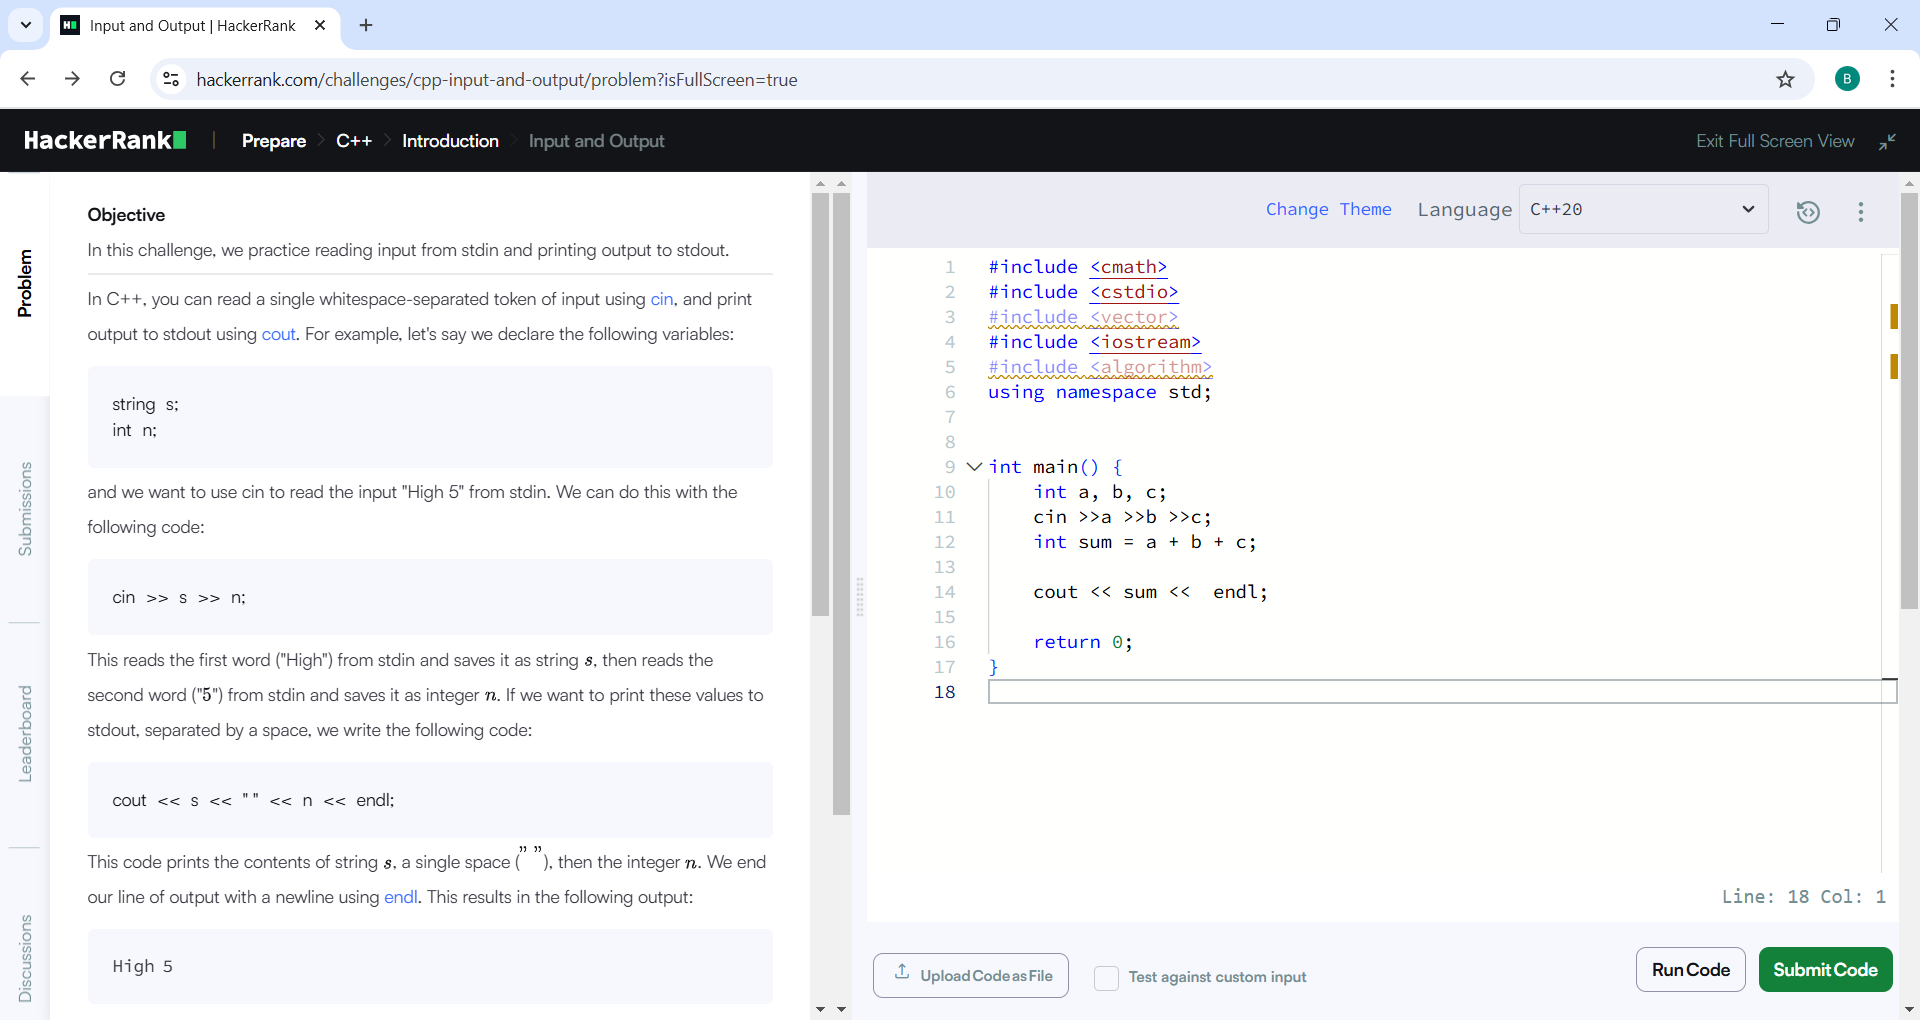 Input and Output | HackerRank
hackerrank.com/challenges/cpp-input-and-output/problem?isFullScreen=true
B
HackerRank
Prepare
C++
Introduction
Input and Output
Exit Full Screen View
Problem
Submissions
Leaderboard
Discussions
Objective
In this challenge, we practice reading input from stdin and printing output to stdout.
In C++, you can read a single whitespace-separated token of input using cin, and print
output to stdout using cout. For example, let's say we declare the following variables:
string s;
int n;
and we want to use cin to read the input "High 5" from stdin. We can do this with the
following code:
cin >> s >> n;
This reads the first word ("High") from stdin and saves it as string s, then reads the
second word ("5") from stdin and saves it as integer n. If we want to print these values to
stdout, separated by a space, we write the following code:
cout << s << " " << n << endl;
This code prints the contents of string s, a single space (" "), then the integer n. We end
our line of output with a newline using endl. This results in the following output:
High 5
Change Theme
Language
C++20
1 #include <cmath>
2 #include <cstdio>
3 #include <vector>
4 #include <iostream>
5 #include <algorithm>
6 using namespace std;
7
8
9 int main() {
10 int a, b, c;
11 cin >>a >>b >>c;
12 int sum = a + b + c;
13
14 cout << sum <<  endl;
15
16 return 0;
17 }
18
Line: 18 Col: 1
Upload Code as File
Test against custom input
Run Code
Submit Code